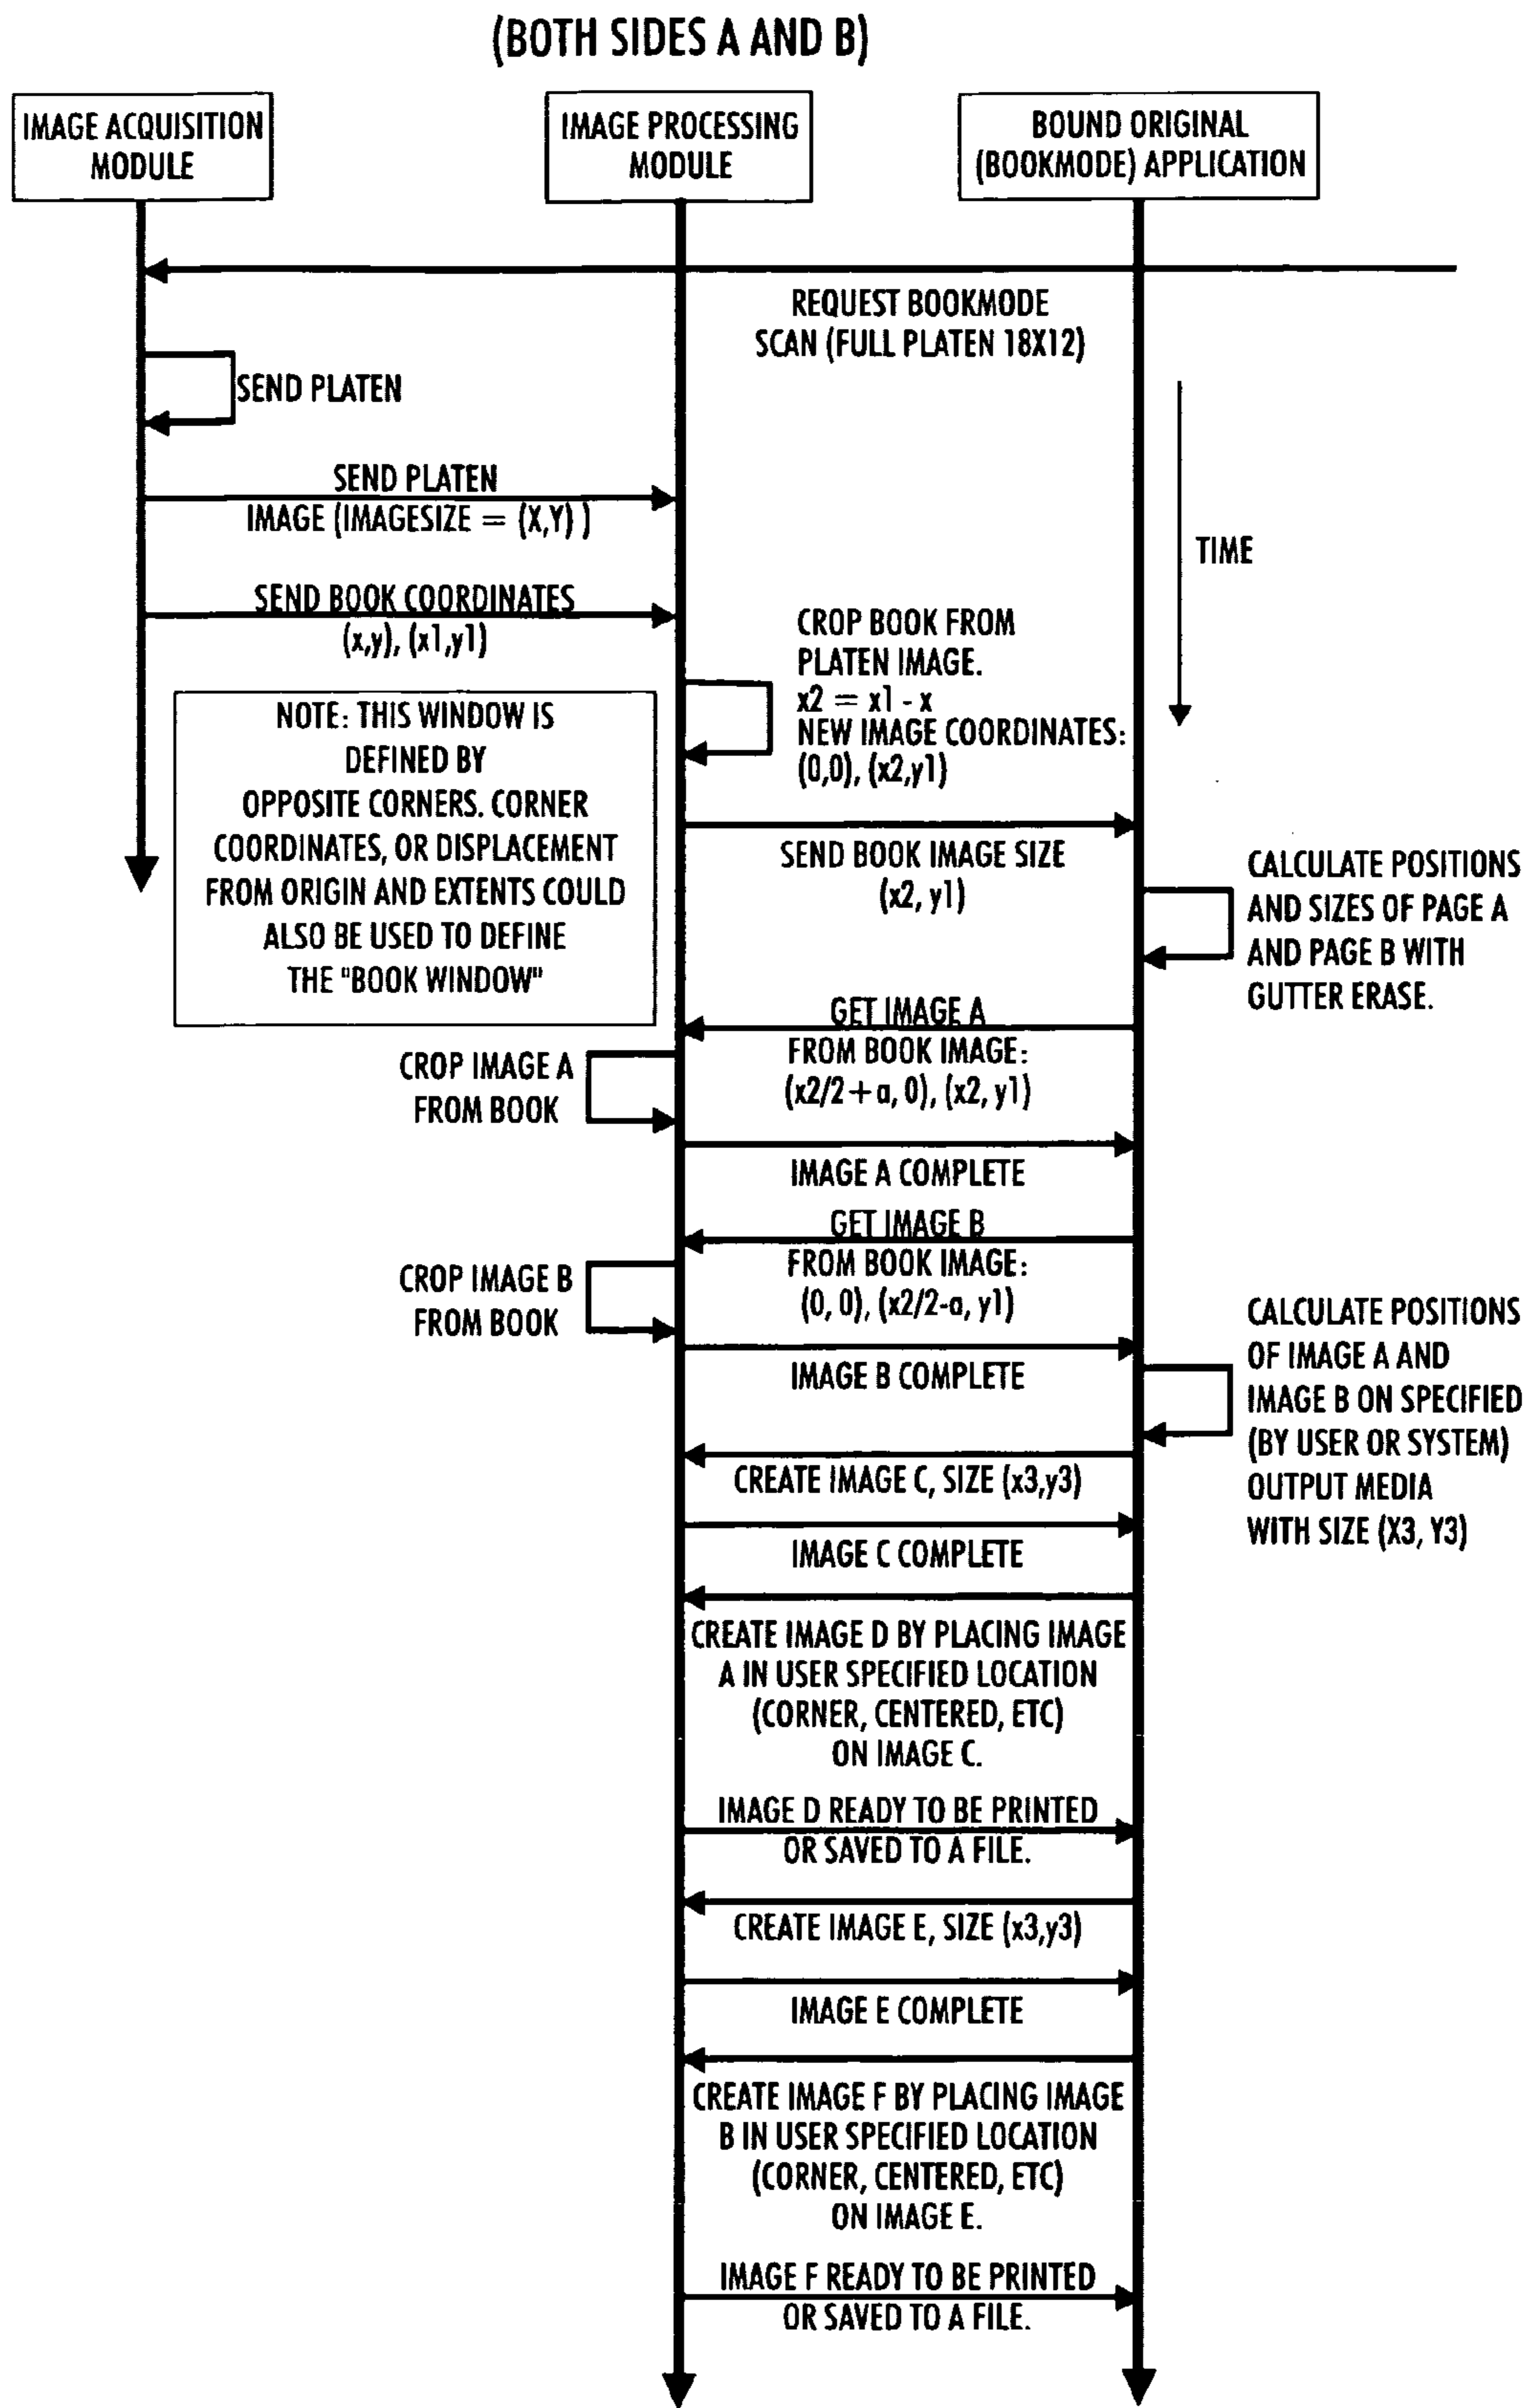 (BOTH SIDES A AND B)
IMAGE ACQUISITION
MODULE
IMAGE PROCESSING
MODULE
BOUND ORIGINAL
(BOOKMODE) APPLICATION
REQUEST BOOKMODE
SCAN (FULL PLATEN 18X12)
SEND PLATEN
SEND PLATEN
IMAGE (IMAGESIZE = (X,Y) )
TIME
SEND BOOK COORDINATES
(x,y), (x1,y1)
CROP BOOK FROM
PLATEN IMAGE.
x2 = x1 - x
NEW IMAGE COORDINATES:
(0,0), (x2,y1)
NOTE: THIS WINDOW IS
DEFINED BY
OPPOSITE CORNERS. CORNER
COORDINATES, OR DISPLACEMENT
FROM ORIGIN AND EXTENTS COULD
ALSO BE USED TO DEFINE
THE "BOOK WINDOW"
SEND BOOK IMAGE SIZE
(x2, y1)
CALCULATE POSITIONS
AND SIZES OF PAGE A
AND PAGE B WITH
GUTTER ERASE.
GET IMAGE A
FROM BOOK IMAGE:
(x2/2+a, 0), (x2, y1)
CROP IMAGE A
FROM BOOK
IMAGE A COMPLETE
GET IMAGE B
FROM BOOK IMAGE:
(0, 0), (x2/2-a, y1)
CROP IMAGE B
FROM BOOK
IMAGE B COMPLETE
CALCULATE POSITIONS
OF IMAGE A AND
IMAGE B ON SPECIFIED
(BY USER OR SYSTEM)
OUTPUT MEDIA
WITH SIZE (X3, Y3)
CREATE IMAGE C, SIZE (x3,y3)
IMAGE C COMPLETE
CREATE IMAGE D BY PLACING IMAGE
A IN USER SPECIFIED LOCATION
(CORNER, CENTERED, ETC)
ON IMAGE C.
IMAGE D READY TO BE PRINTED
OR SAVED TO A FILE.
CREATE IMAGE E, SIZE (x3,y3)
IMAGE E COMPLETE
CREATE IMAGE F BY PLACING IMAGE
B IN USER SPECIFIED LOCATION
(CORNER, CENTERED, ETC)
ON IMAGE E.
IMAGE F READY TO BE PRINTED
OR SAVED TO A FILE.